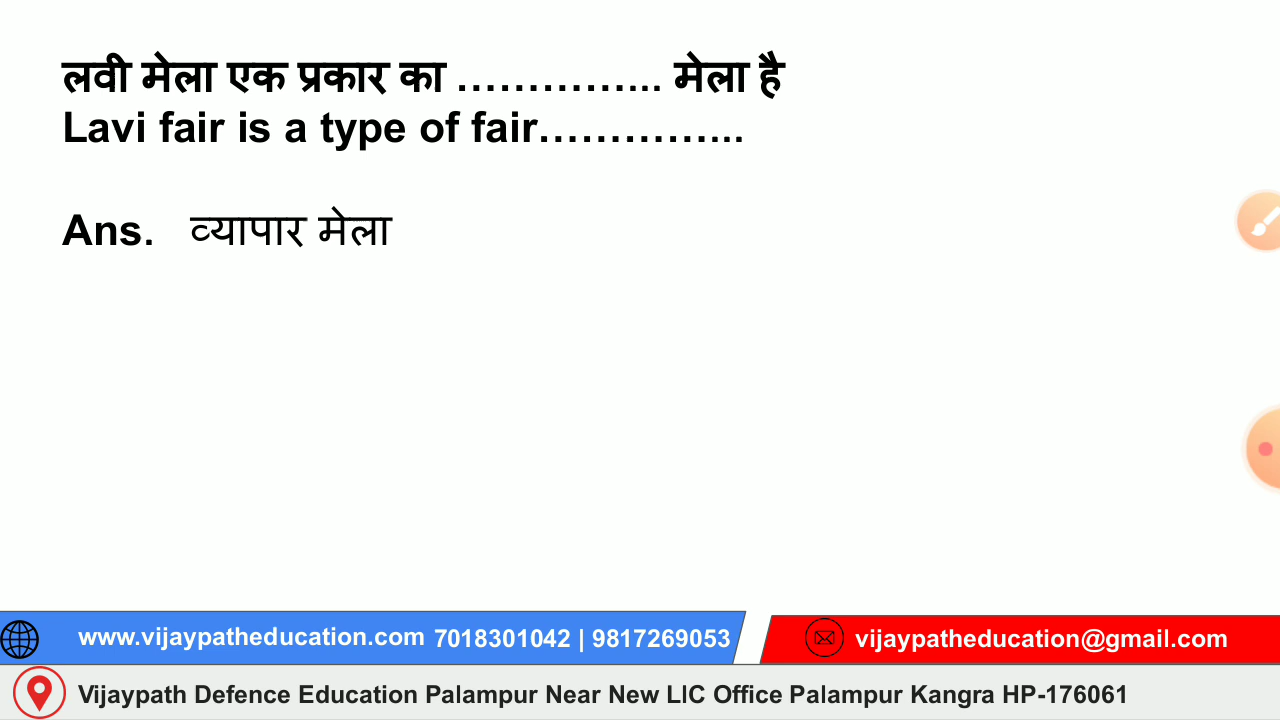 लवी मेला एक प्रकार का …………... मेला है
Lavi fair is a type of fair…………...
Ans. व्यापार मेला
www.vijaypatheducation.com 7018301042 | 9817269053
vijaypatheducation@gmail.com
Vijaypath Defence Education Palampur Near New LIC Office Palampur Kangra HP-176061